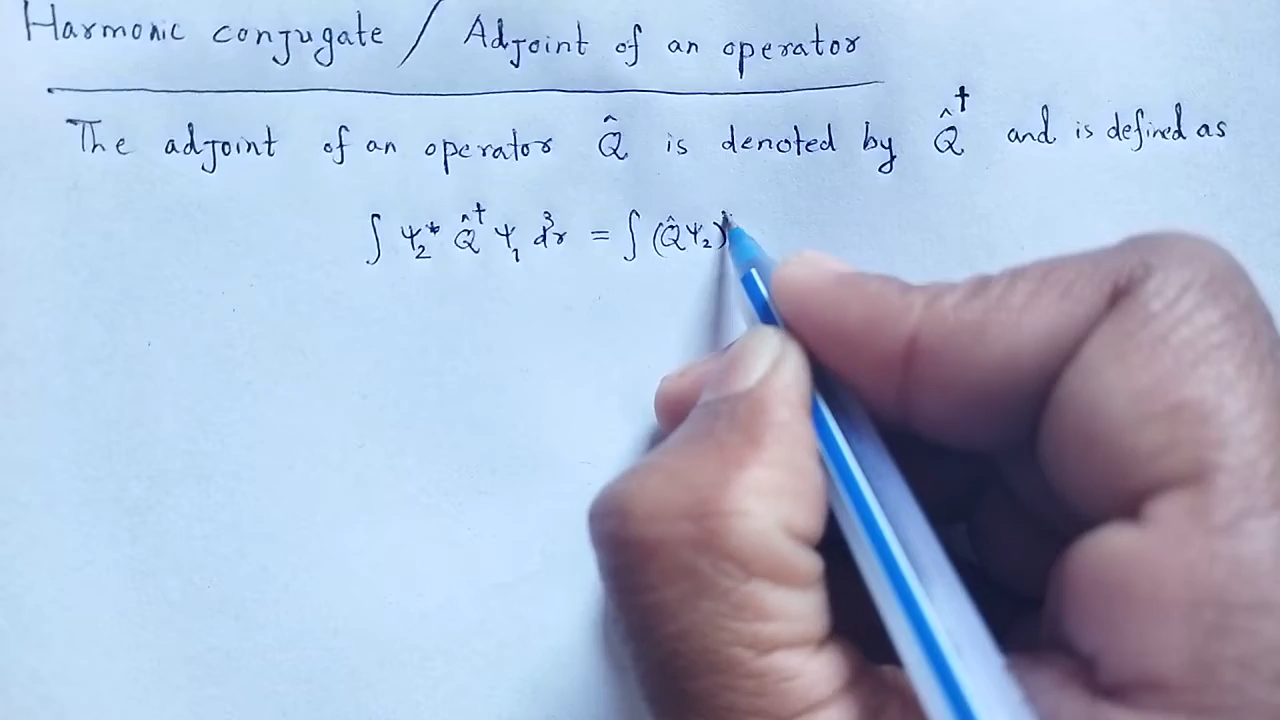 Harmonic conjugate / Adjoint of an operator
The adjoint of an operator Q̂ is denoted by Q̂† and is defined as
∫ Ψ₂* Q̂† Ψ₁ d³r = ∫ (Q̂Ψ₂)